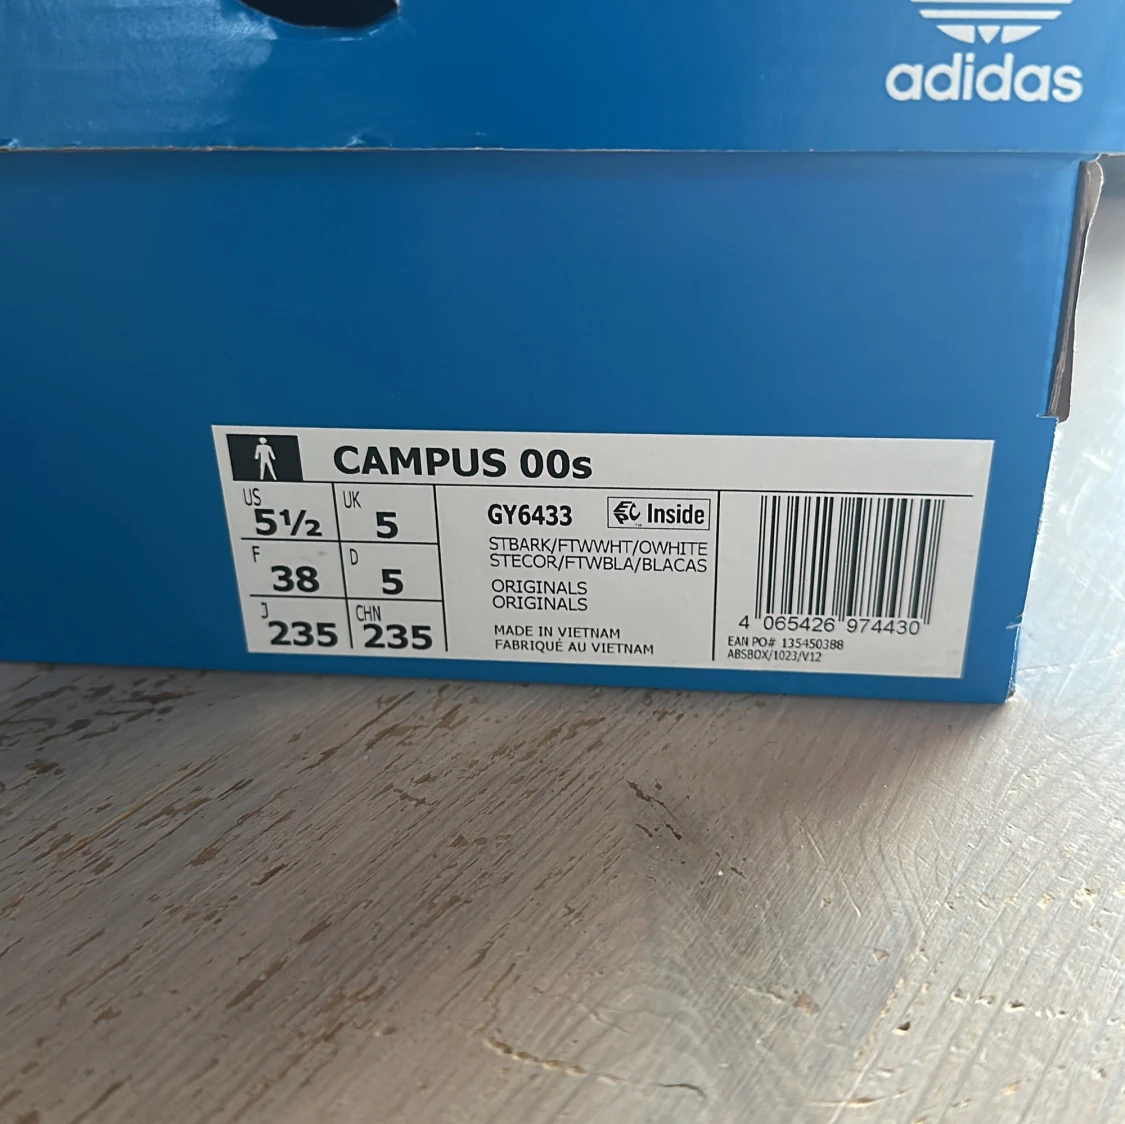 adidas
CAMPUS 00s
US 5½ UK 5
F 38 D 5
J 235 CHN 235
GY6433 Inside
STBARK/FTWWHT/OWHITE
STECOR/FTWBLA/BLACAS
ORIGINALS
ORIGINALS
MADE IN VIETNAM
FABRIQUÉ AU VIETNAM
4 065426 974430
EAN PO# 135450388
ABSBOX/1023/V12